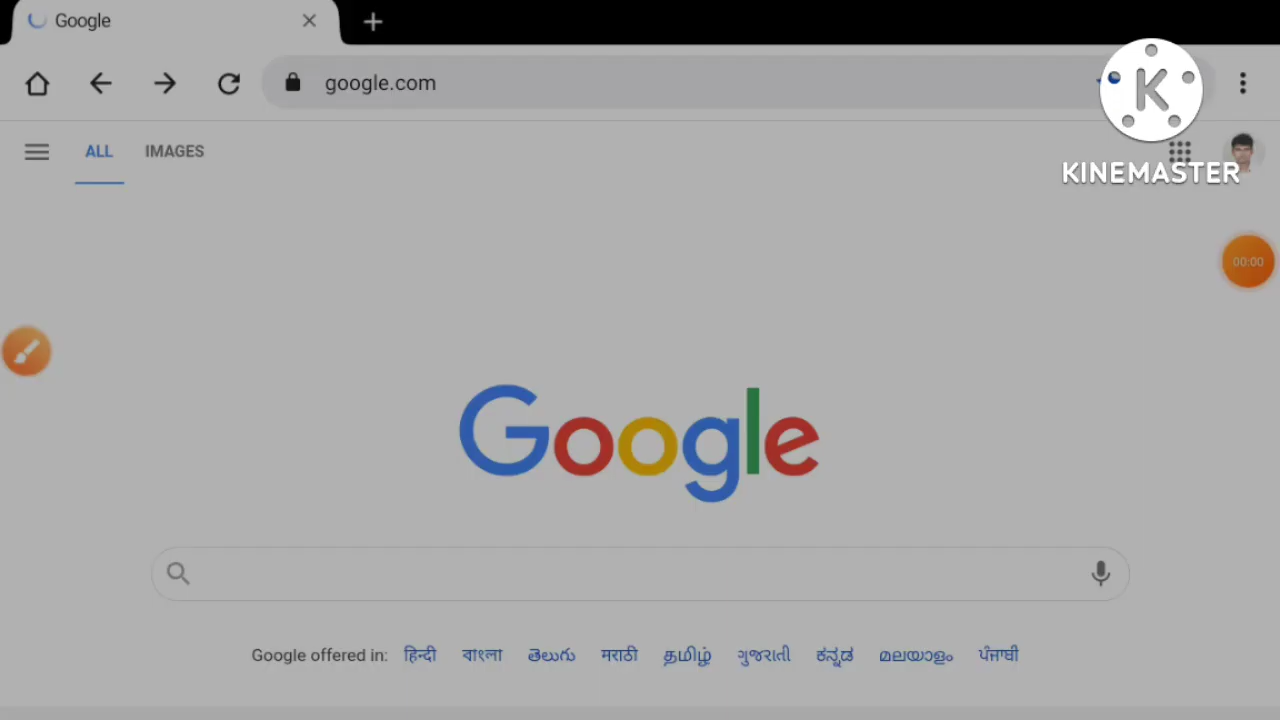 Google
google.com
K
KINEMASTER
ALL IMAGES
00:00
Google
Google offered in: हिन्दी বাংলা తెలుగు मराठी தமிழ் ગુજરાતી ಕನ್ನಡ മലയാളം ਪੰਜਾਬੀ